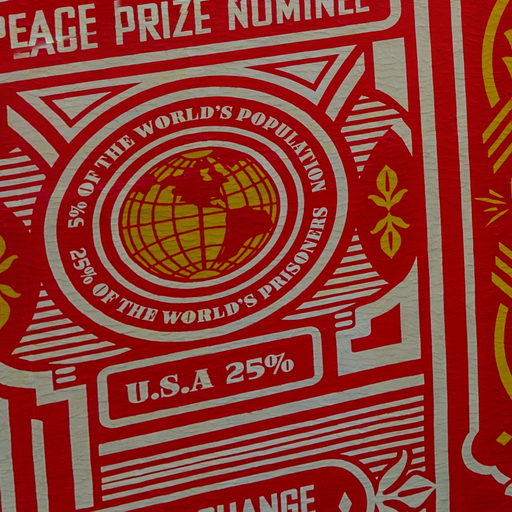 PEACE PRIZE NOMINEE
5% OF THE WORLD'S POPULATION
25% OF THE WORLD'S PRISONERS
U.S.A 25%
CHANGE